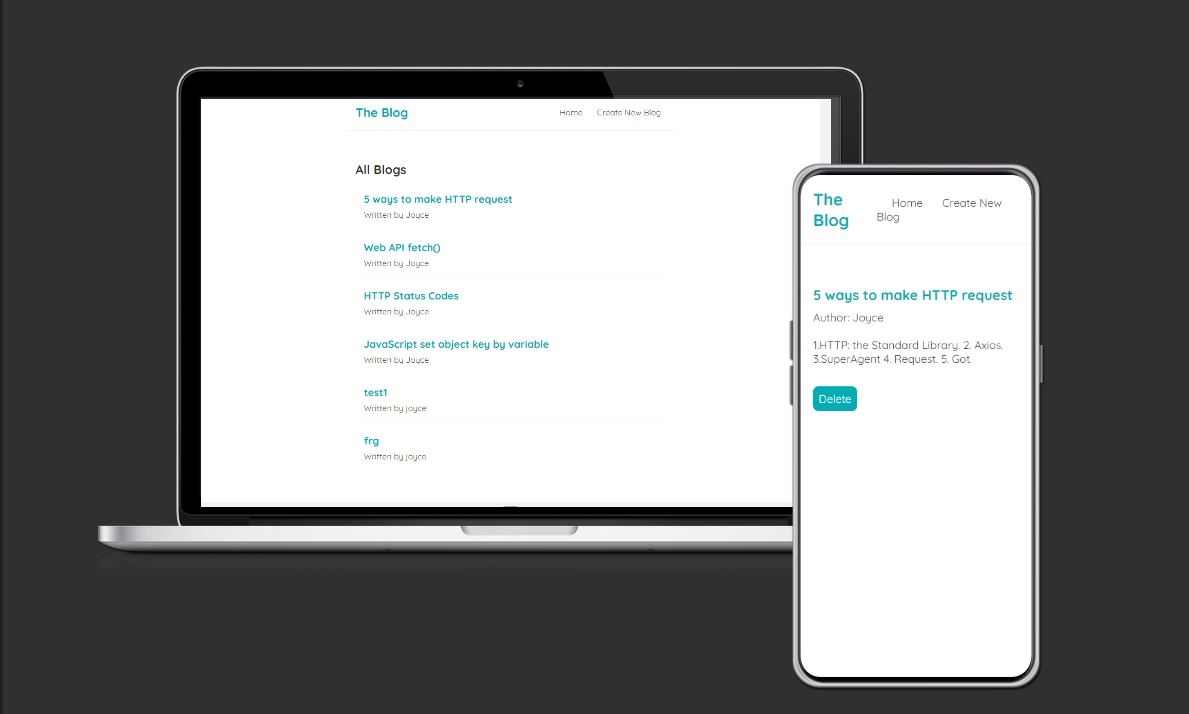 The Blog
Home Create New Blog
All Blogs
5 ways to make HTTP request
Written by Joyce
Web API fetch()
Written by Joyce
HTTP Status Codes
Written by Joyce
JavaScript set object key by variable
Written by Joyce
test1
Written by joyce
frg
Written by joyce
The
Blog
Home Create New
Blog
5 ways to make HTTP request
Author: Joyce
1.HTTP: the Standard Library. 2. Axios.
3.SuperAgent 4. Request. 5. Got.
Delete